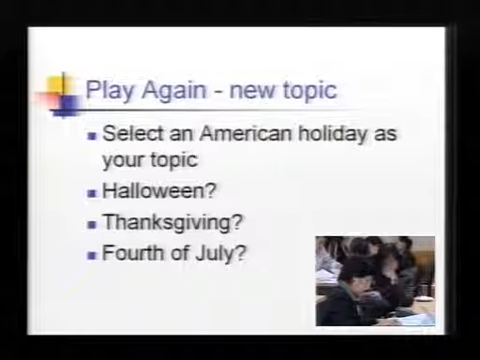 Play Again - new topic
Select an American holiday as
your topic
Halloween?
Thanksgiving?
Fourth of July?